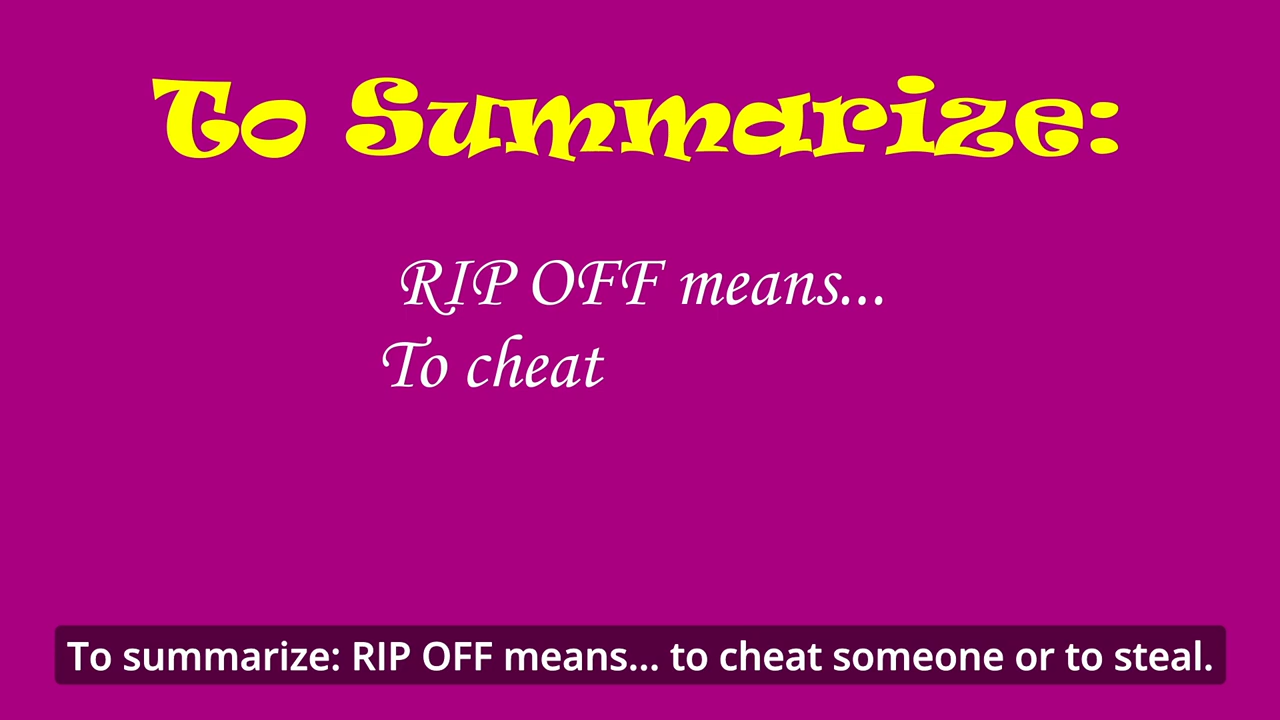 To Summarize:
RIP OFF means...
To cheat
To summarize: RIP OFF means... to cheat someone or to steal.